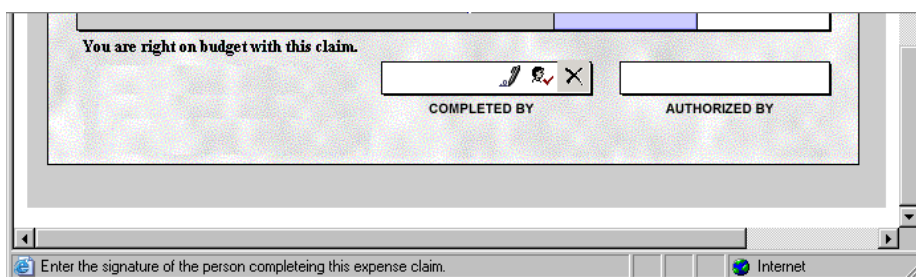 You are right on budget with this claim.
COMPLETED BY
AUTHORIZED BY
Enter the signature of the person completeing this expense claim.
Internet